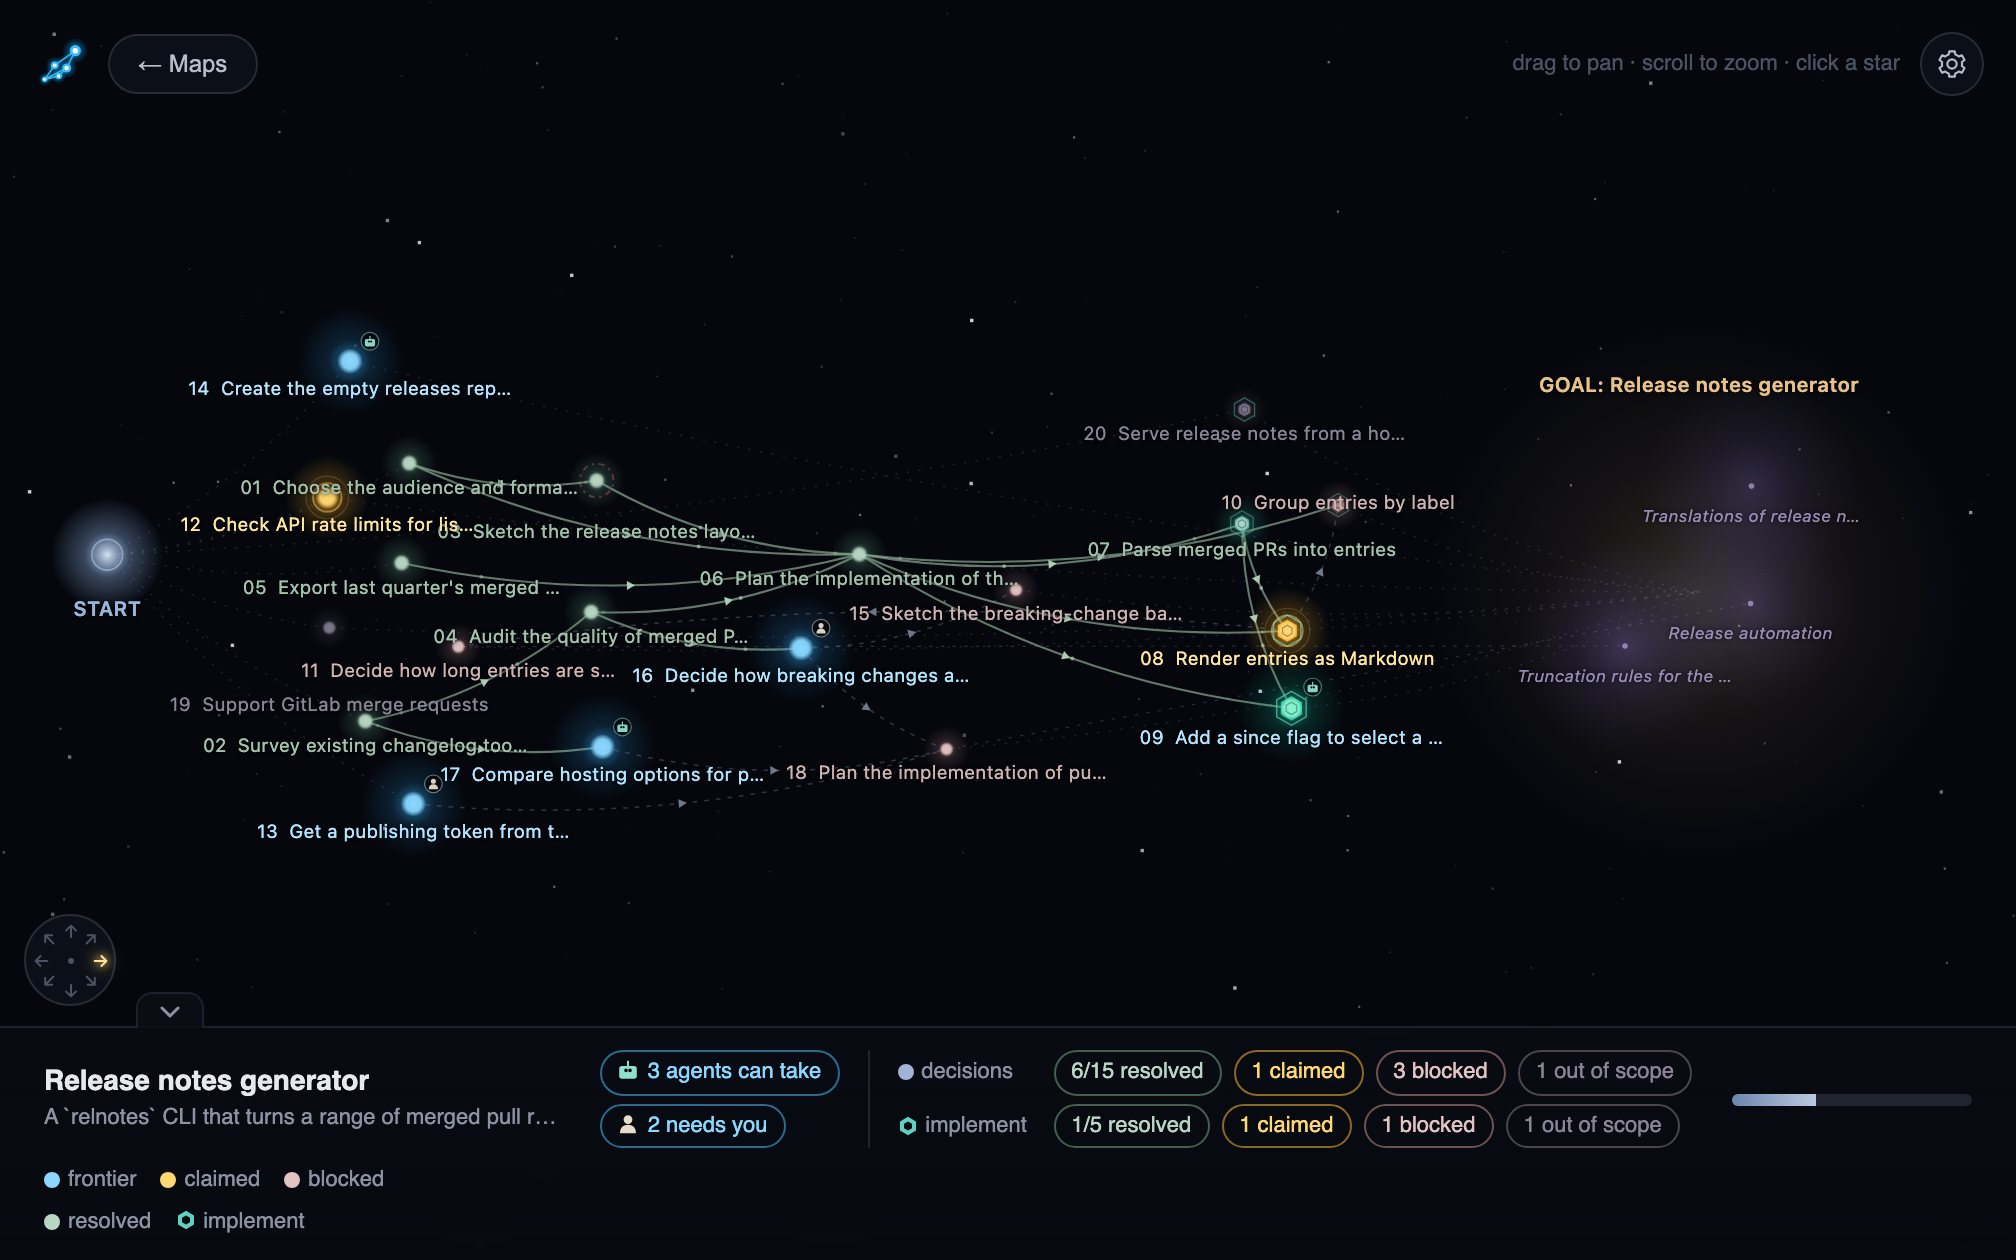 ← Maps
drag to pan · scroll to zoom · click a star
14 Create the empty releases rep...
GOAL: Release notes generator
20 Serve release notes from a ho...
01 Choose the audience and forma...
10 Group entries by label
12 Check API rate limits for lis...
03 Sketch the release notes layo...
Translations of release n...
07 Parse merged PRs into entries
06 Plan the implementation of th...
05 Export last quarter's merged ...
START
15 Sketch the breaking-change ba...
04 Audit the quality of merged P...
Release automation
08 Render entries as Markdown
11 Decide how long entries are s...
16 Decide how breaking changes a...
Truncation rules for the ...
19 Support GitLab merge requests
02 Survey existing changelog too...
09 Add a since flag to select a ...
17 Compare hosting options for p...
18 Plan the implementation of pu...
13 Get a publishing token from t...
Release notes generator
A `relnotes` CLI that turns a range of merged pull r...
3 agents can take
2 needs you
decisions
6/15 resolved
1 claimed
3 blocked
1 out of scope
implement
1/5 resolved
1 claimed
1 blocked
1 out of scope
frontier
claimed
blocked
resolved
implement